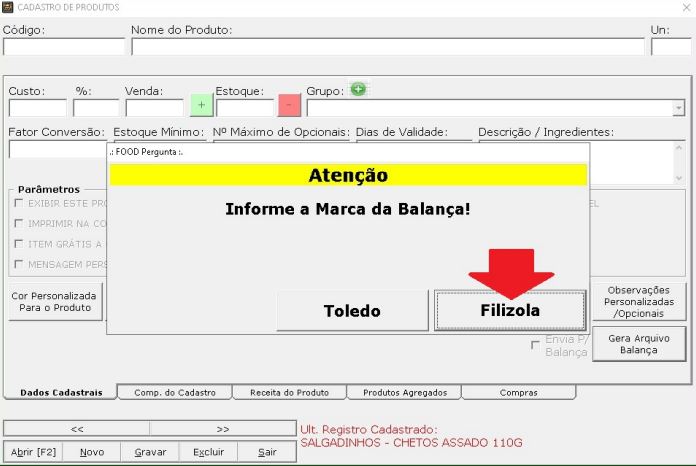 CADASTRO DE PRODUTOS
Código: Nome do Produto: Un:
Custo: %: Venda: + Estoque: - Grupo:
Fator Conversão: Estoque Mínimo: Nº Máximo de Opcionais: Dias de Validade: Descrição / Ingredientes:
.: FOOD Pergunta :.
Atenção
Informe a Marca da Balança!
Toledo Filizola
Parâmetros
EXIBIR ESTE PRO
IMPRIMIR NA CO
ITEM GRÁTIS A
MENSAGEM PERS
Cor Personalizada
Para o Produto
Observações
Personalizadas
/Opcionais
Envia P/
Balança
Gera Arquivo
Balança
Dados Cadastrais Comp. do Cadastro Receita do Produto Produtos Agregados Compras
<< >>
Abrir [F2] Novo Gravar Excluir Sair
Ult. Registro Cadastrado:
SALGADINHOS - CHETOS ASSADO 110G